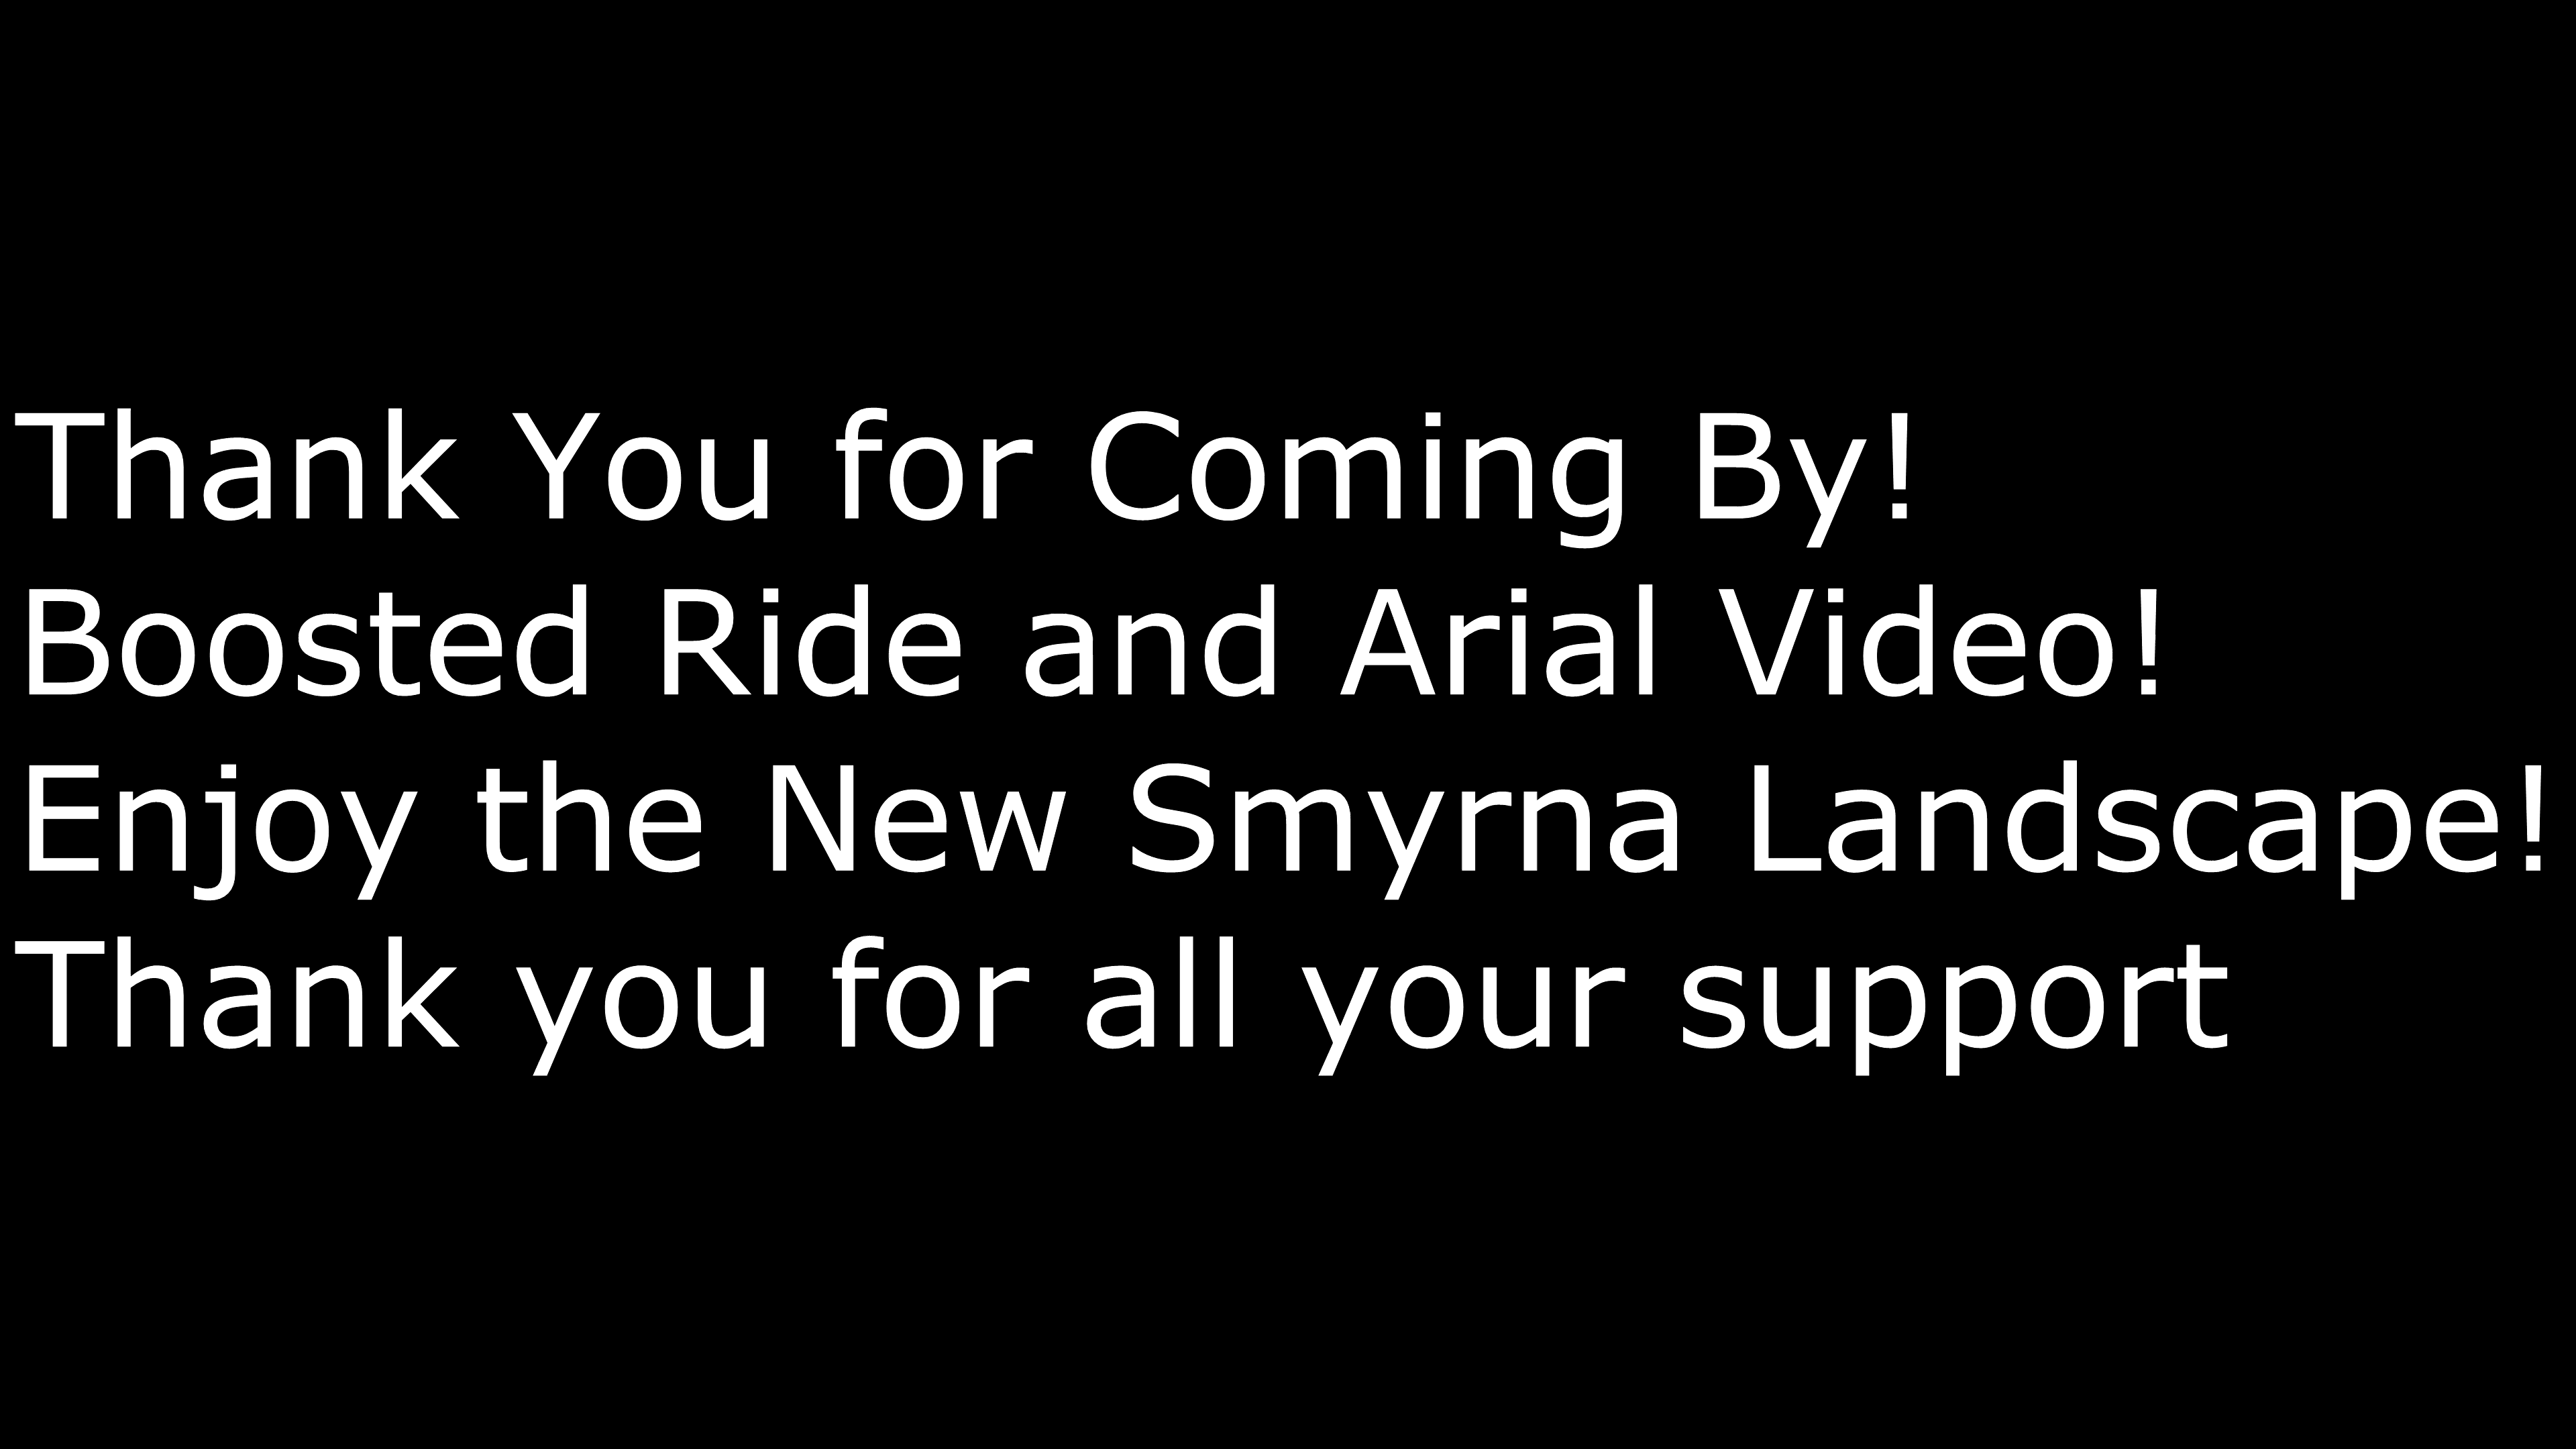 Thank You for Coming By!
Boosted Ride and Arial Video!
Enjoy the New Smyrna Landscape!
Thank you for all your support